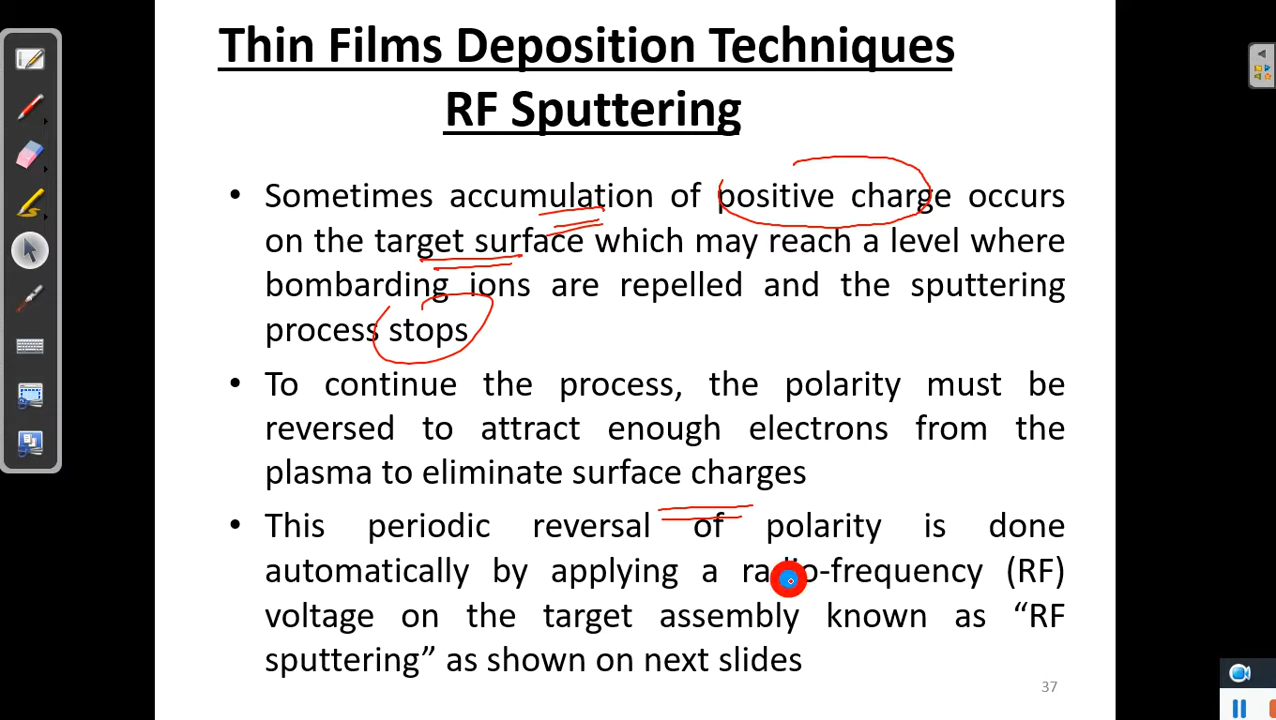 Thin Films Deposition Techniques
RF Sputtering
• Sometimes accumulation of positive charge occurs
on the target surface which may reach a level where
bombarding ions are repelled and the sputtering
process stops
• To continue the process, the polarity must be
reversed to attract enough electrons from the
plasma to eliminate surface charges
• This periodic reversal of polarity is done
automatically by applying a radio-frequency (RF)
voltage on the target assembly known as “RF
sputtering” as shown on next slides
37